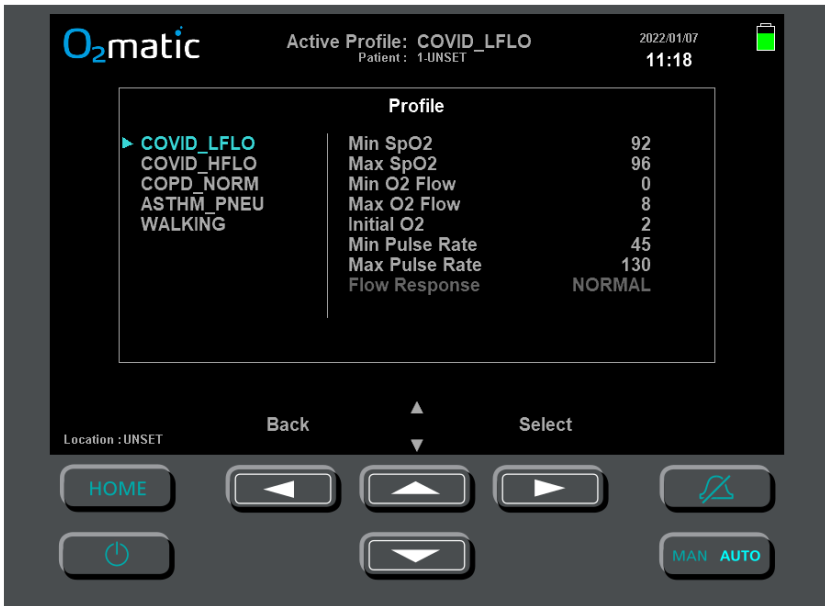 O2matic
Active Profile: COVID_LFLO
Patient : 1-UNSET
2022/01/07
11:18
Profile
COVID_LFLO
COVID_HFLO
COPD_NORM
ASTHM_PNEU
WALKING
Min SpO2 92
Max SpO2 96
Min O2 Flow 0
Max O2 Flow 8
Initial O2 2
Min Pulse Rate 45
Max Pulse Rate 130
Flow Response NORMAL
Back
Select
Location : UNSET
HOME
MAN AUTO